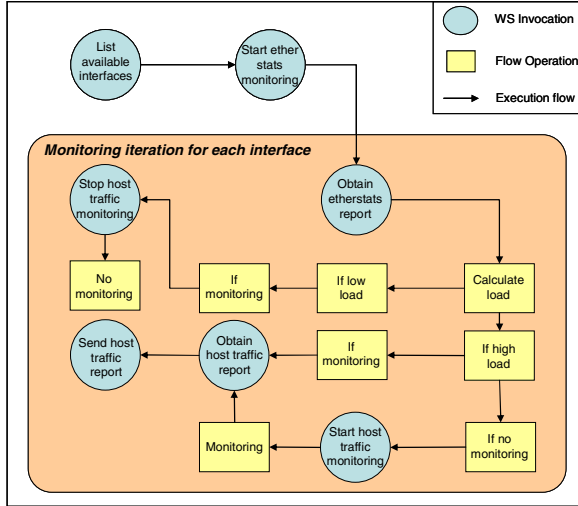 List
available
interfaces
Start ether
stats
monitoring
WS Invocation
Flow Operation
Execution flow
Monitoring iteration for each interface
Stop host
traffic
monitoring
Obtain
etherstats
report
No
monitoring
If
monitoring
If low
load
Calculate
load
Send host
traffic
report
Obtain
host traffic
report
If
monitoring
If high
load
Monitoring
Start host
traffic
monitoring
If no
monitoring